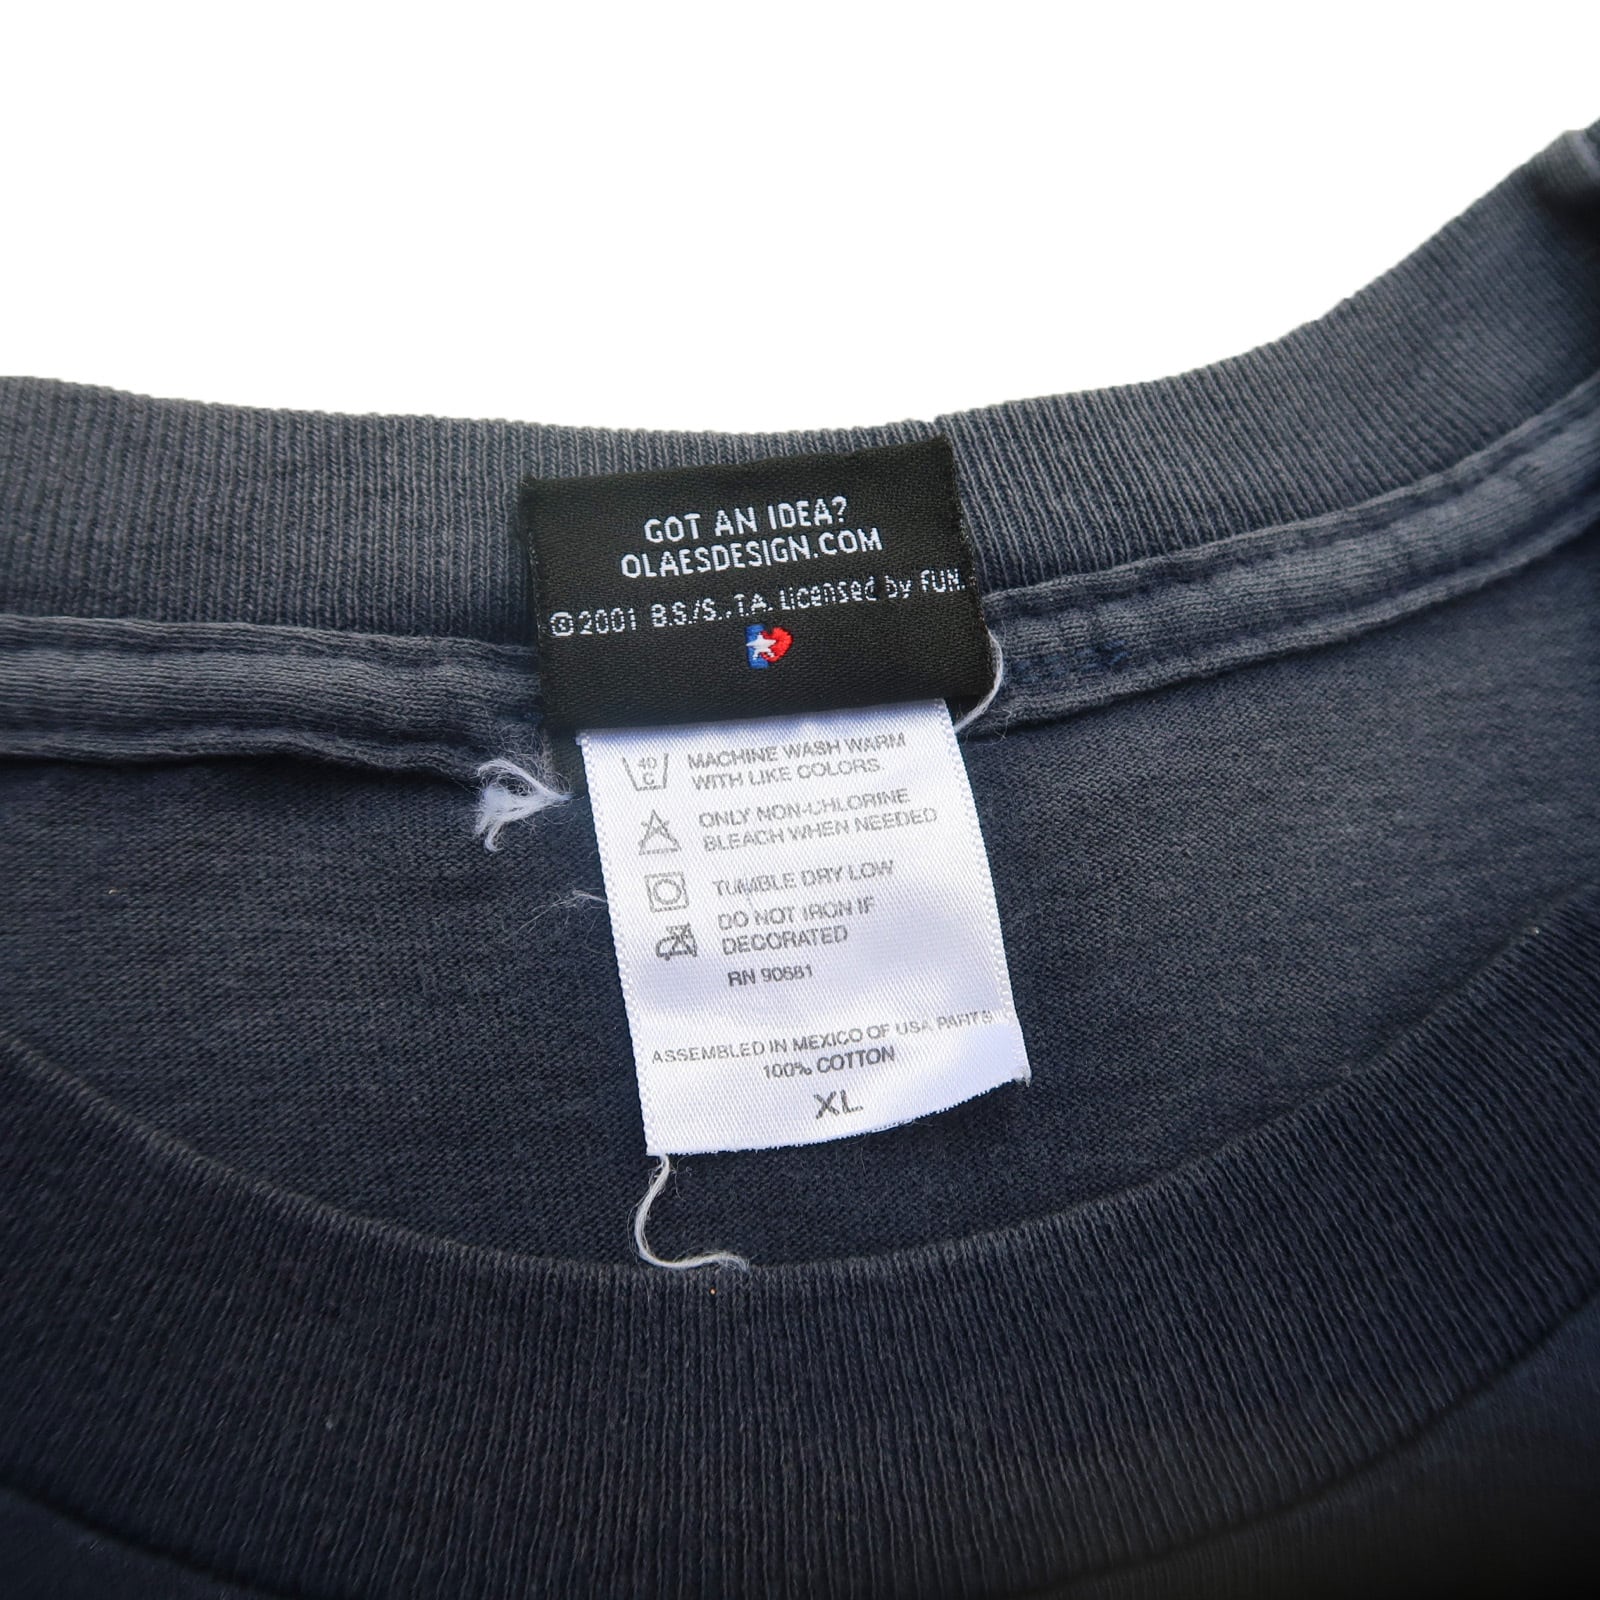 GOT AN IDEA?
OLAESDESIGN.COM
©2001 B.S./S.,T.A. Licensed by FUN.
40
C
MACHINE WASH WARM
WITH LIKE COLORS
ONLY NON-CHLORINE
BLEACH WHEN NEEDED
TUMBLE DRY LOW
DO NOT IRON IF
DECORATED
RN 90681
ASSEMBLED IN MEXICO OF USA PARTS
100% COTTON
XL